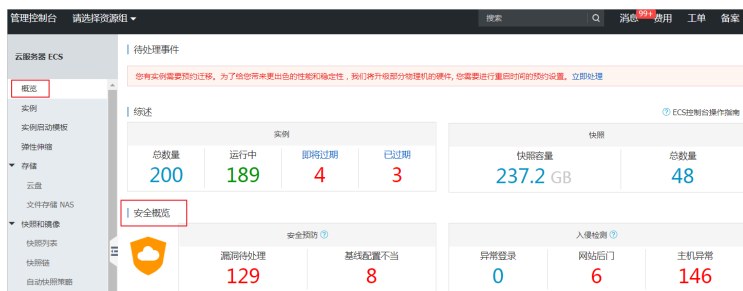 管理控制台 请选择资源组 搜索 消息 99+ 费用 工单 备案
云服务器 ECS
概览
实例
实例启动模板
弹性伸缩
存储
云盘
文件存储 NAS
快照和镜像
快照列表
快照链
自动快照策略
待处理事件
您有实例需要预约迁移。为了给您带来更出色的性能和稳定性，我们将升级部分物理机的硬件, 您需要进行重启时间的预约设置。立即处理
综述 ECS控制台操作指南
实例
总数量 运行中 即将过期 已过期
200 189 4 3
快照
快照容量 总数量
237.2 GB 48
安全概览
安全预防
漏洞待处理 基线配置不当
129 8
入侵检测
异常登录 网站后门 主机异常
0 6 146